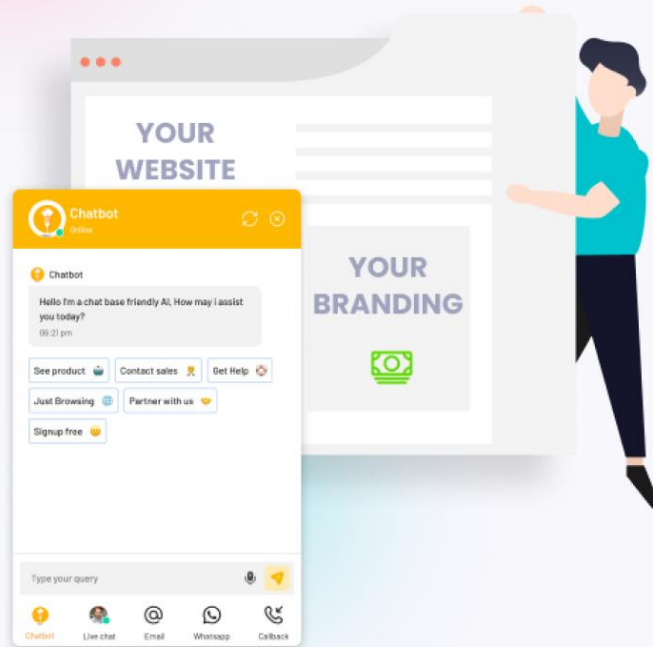 YOUR
WEBSITE
YOUR
BRANDING
Chatbot
Online
Chatbot
Hello I'm a chat base friendly AI, How may i assist
you today?
06:21 pm
See product
Contact sales
Get Help
Just Browsing
Partner with us
Signup free
Type your query
Chatbot
Live chat
Email
Whatsapp
Callback